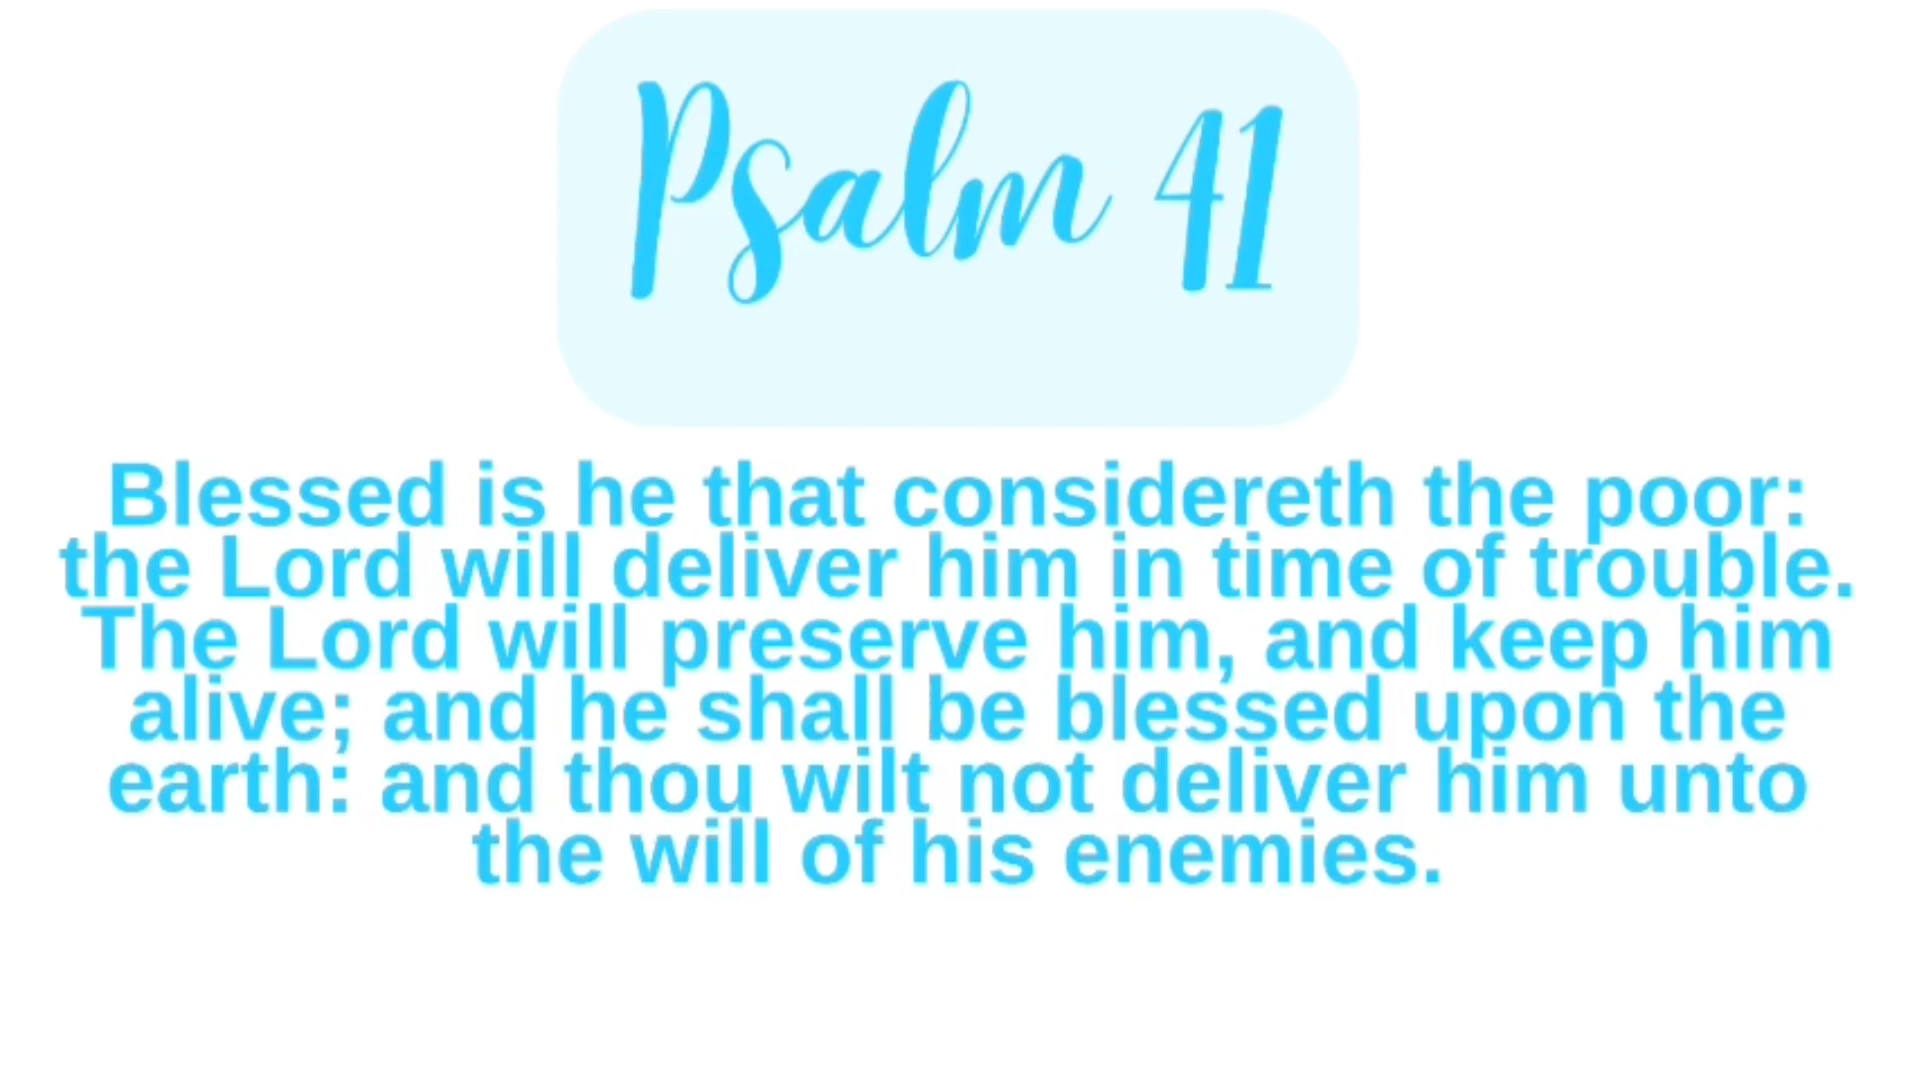 Psalm 41
Blessed is he that considereth the poor:
the Lord will deliver him in time of trouble.
The Lord will preserve him, and keep him
alive; and he shall be blessed upon the
earth: and thou wilt not deliver him unto
the will of his enemies.